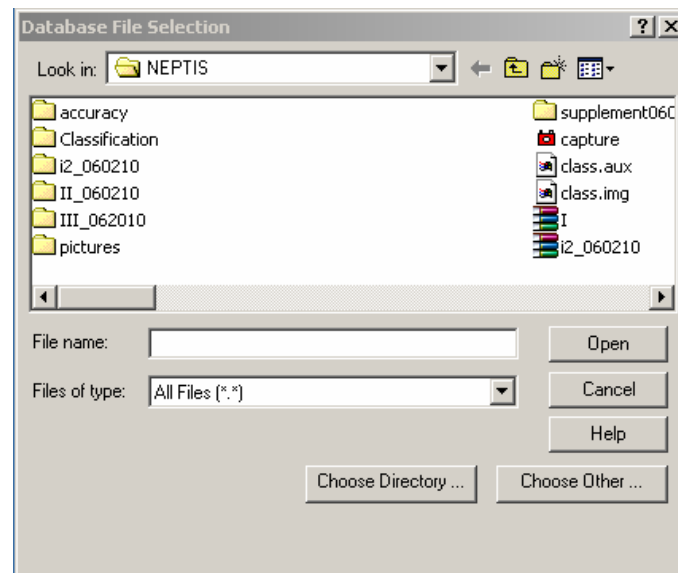 Database File Selection
Look in: NEPTIS
accuracy
Classification
i2_060210
II_060210
III_062010
pictures
supplement060
capture
class.aux
class.img
I
i2_060210
File name:
Open
Files of type: All Files (*.*)
Cancel
Help
Choose Directory ...
Choose Other ...